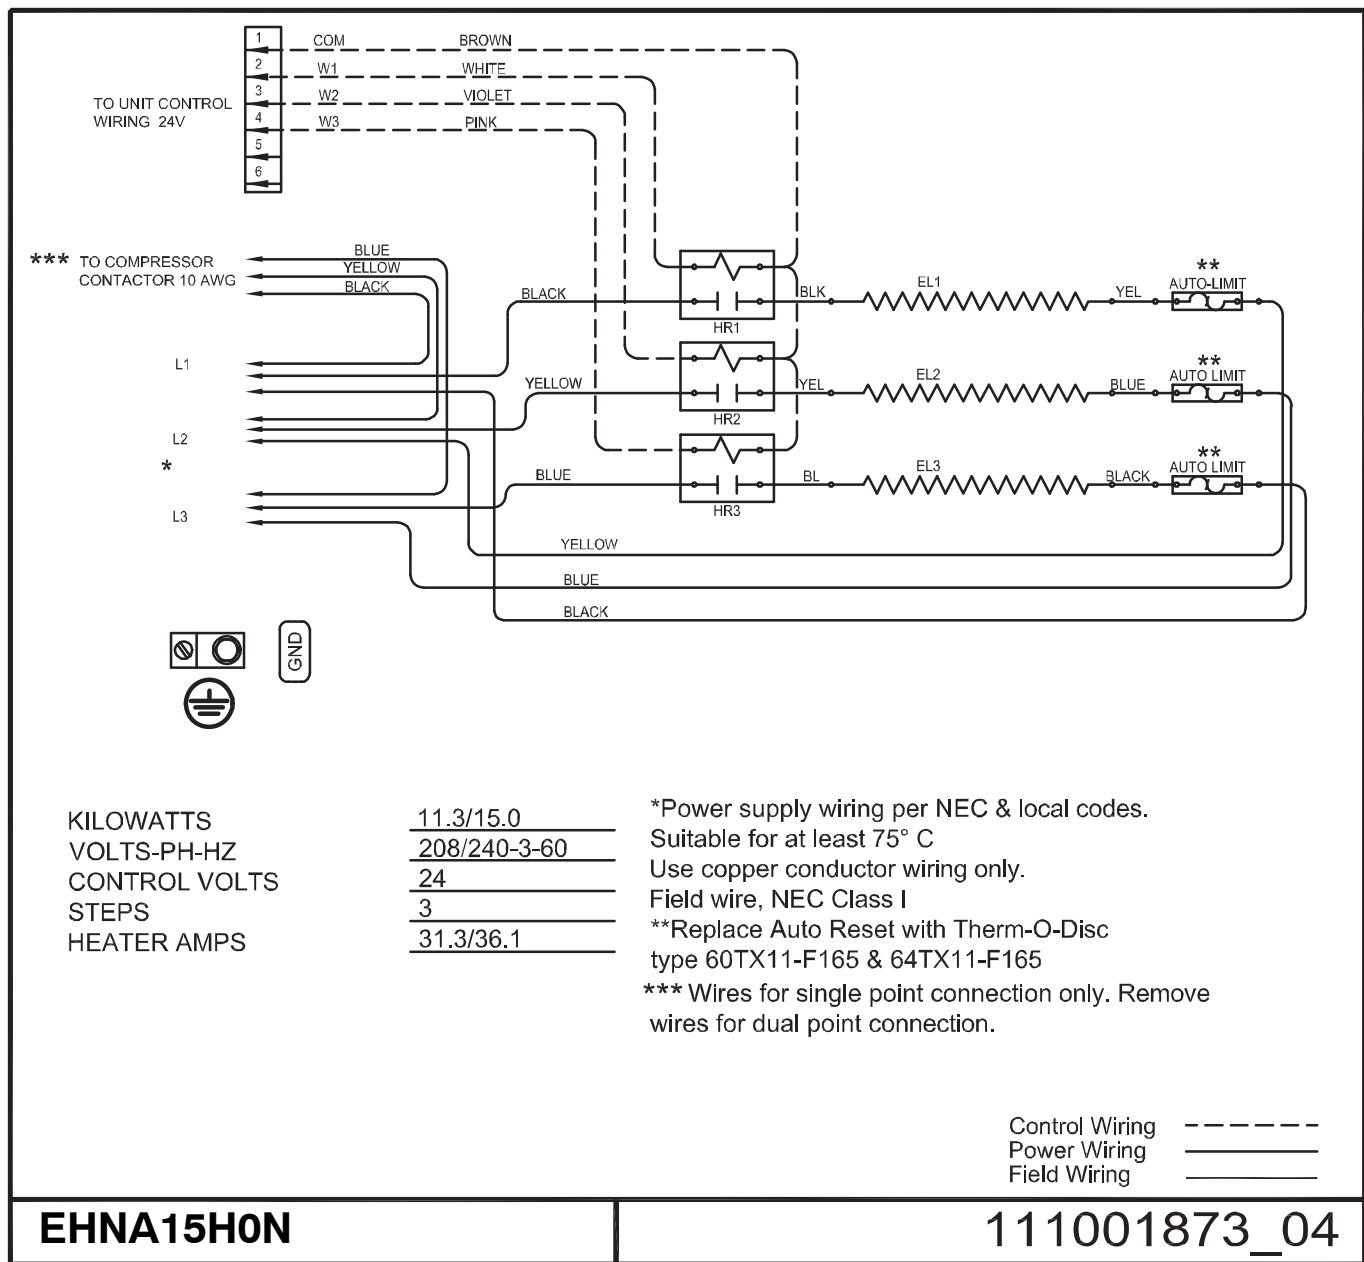 1 COM BROWN
2 W1 WHITE
3 W2 VIOLET
4 W3 PINK
5
6
TO UNIT CONTROL
WIRING 24V
*** TO COMPRESSOR
CONTACTOR 10 AWG
BLUE
YELLOW
BLACK
L1
L2
*
L3
BLACK
HR1
BLK
EL1
YEL
**
AUTO-LIMIT
YELLOW
HR2
YEL
EL2
BLUE
**
AUTO LIMIT
BLUE
HR3
BL
EL3
BLACK
**
AUTO LIMIT
YELLOW
BLUE
BLACK
GND
KILOWATTS 11.3/15.0
VOLTS-PH-HZ 208/240-3-60
CONTROL VOLTS 24
STEPS 3
HEATER AMPS 31.3/36.1
*Power supply wiring per NEC & local codes.
Suitable for at least 75° C
Use copper conductor wiring only.
Field wire, NEC Class I
**Replace Auto Reset with Therm-O-Disc
type 60TX11-F165 & 64TX11-F165
*** Wires for single point connection only. Remove
wires for dual point connection.
Control Wiring
Power Wiring
Field Wiring
EHNA15H0N
111001873_04